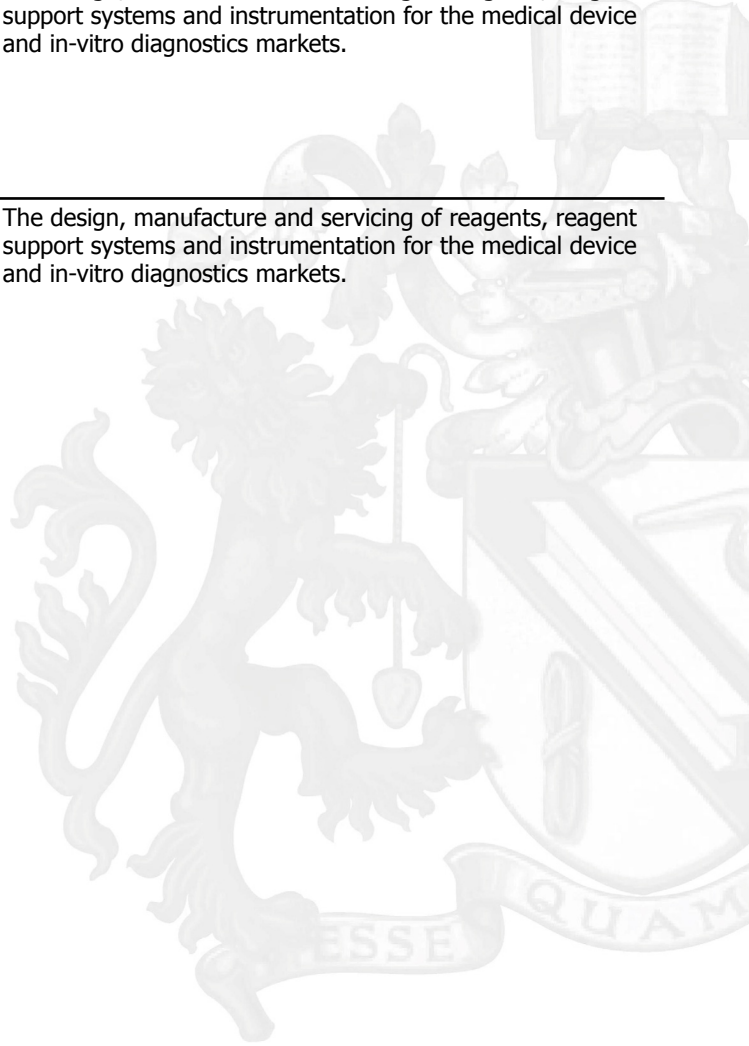 support systems and instrumentation for the medical device
and in-vitro diagnostics markets.
The design, manufacture and servicing of reagents, reagent
support systems and instrumentation for the medical device
and in-vitro diagnostics markets.
ESSE
QUAM